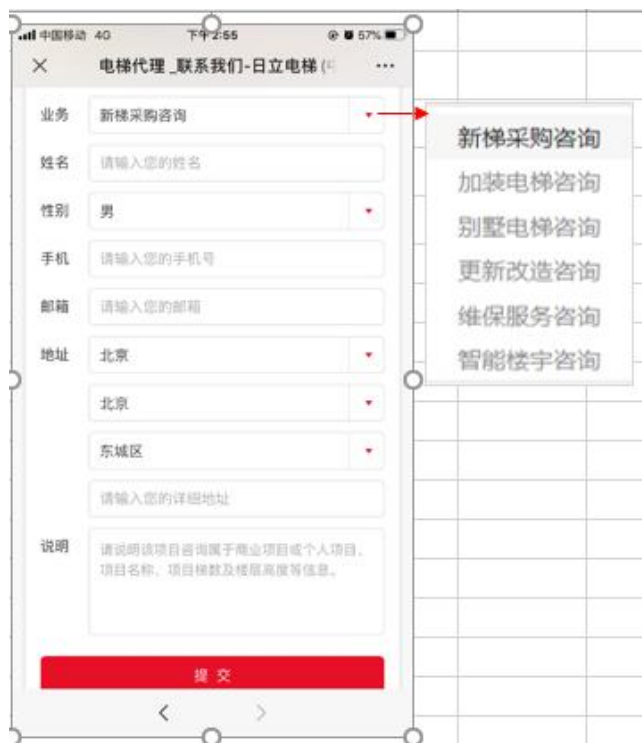 中国移动 4G 下午2:55 57%
电梯代理_联系我们-日立电梯(
业务 新梯采购咨询
姓名 请输入您的姓名
性别 男
手机 请输入您的手机号
邮箱 请输入您的邮箱
地址 北京
北京
东城区
请输入您的详细地址
说明 请说明该项目咨询属于商业项目或个人项目、
项目名称、项目梯数及楼层高度等信息。
提交
新梯采购咨询
加装电梯咨询
别墅电梯咨询
更新改造咨询
维保服务咨询
智能楼宇咨询